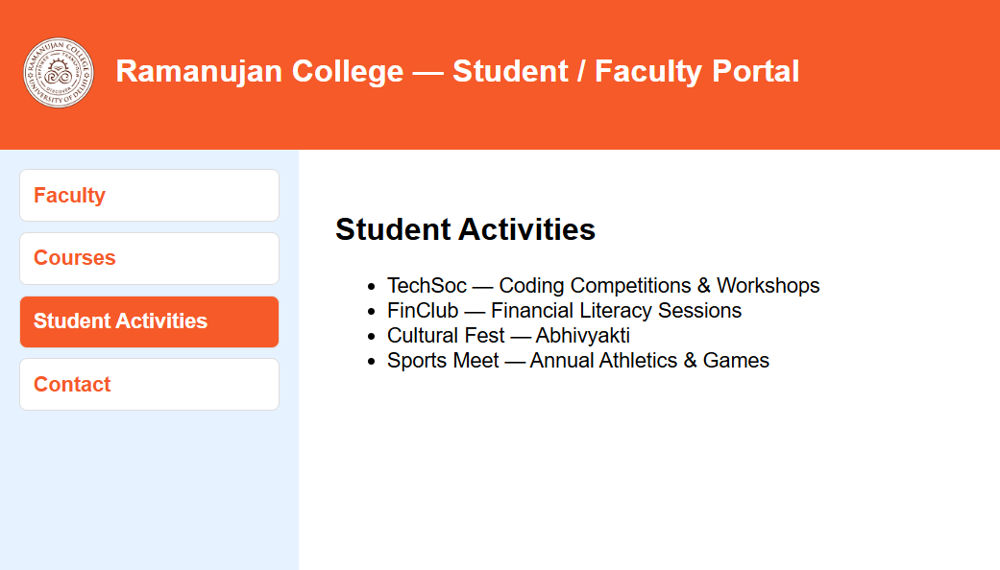 RAMANUJAN COLLEGE
UNIVERSITY OF DELHI
DISCOVER
Ramanujan College — Student / Faculty Portal
Faculty
Courses
Student Activities
Contact
Student Activities
TechSoc — Coding Competitions & Workshops
FinClub — Financial Literacy Sessions
Cultural Fest — Abhivyakti
Sports Meet — Annual Athletics & Games